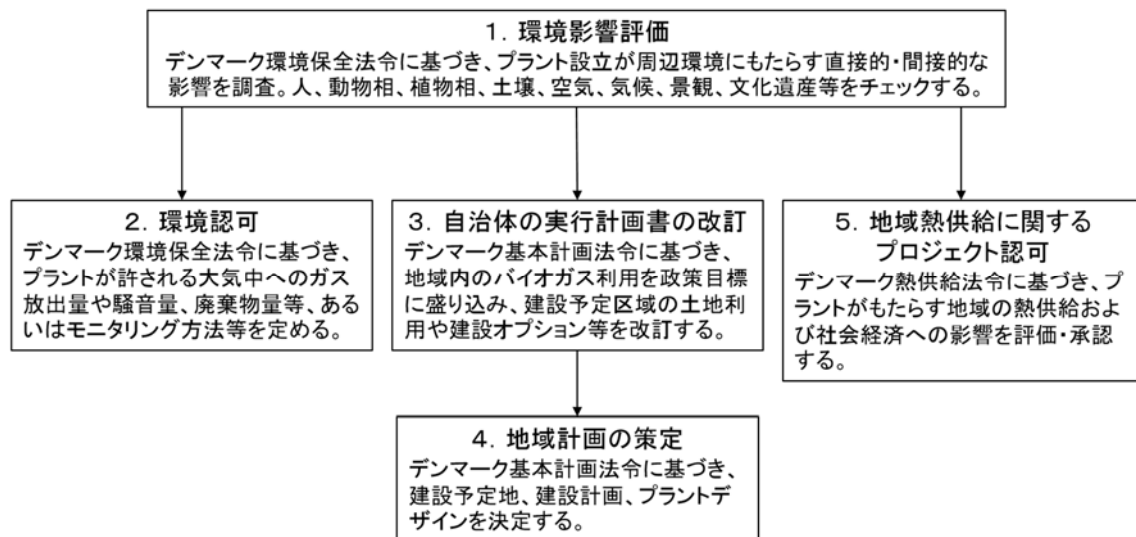 1. 環境影響評価
デンマーク環境保全法令に基づき、プラント設立が周辺環境にもたらす直接的・間接的な
影響を調査。人、動物相、植物相、土壌、空気、気候、景観、文化遺産等をチェックする。
2. 環境認可
デンマーク環境保全法令に基づき、
プラントが許される大気中へのガス
放出量や騒音量、廃棄物量等、ある
いはモニタリング方法等を定める。
3. 自治体の実行計画書の改訂
デンマーク基本計画法令に基づき、
地域内のバイオガス利用を政策目標
に盛り込み、建設予定区域の土地利
用や建設オプション等を改訂する。
4. 地域計画の策定
デンマーク基本計画法令に基づき、
建設予定地、建設計画、プラントデ
ザインを決定する。
5. 地域熱供給に関する
プロジェクト認可
デンマーク熱供給法令に基づき、プ
ラントがもたらす地域の熱供給およ
び社会経済への影響を評価・承認
する。